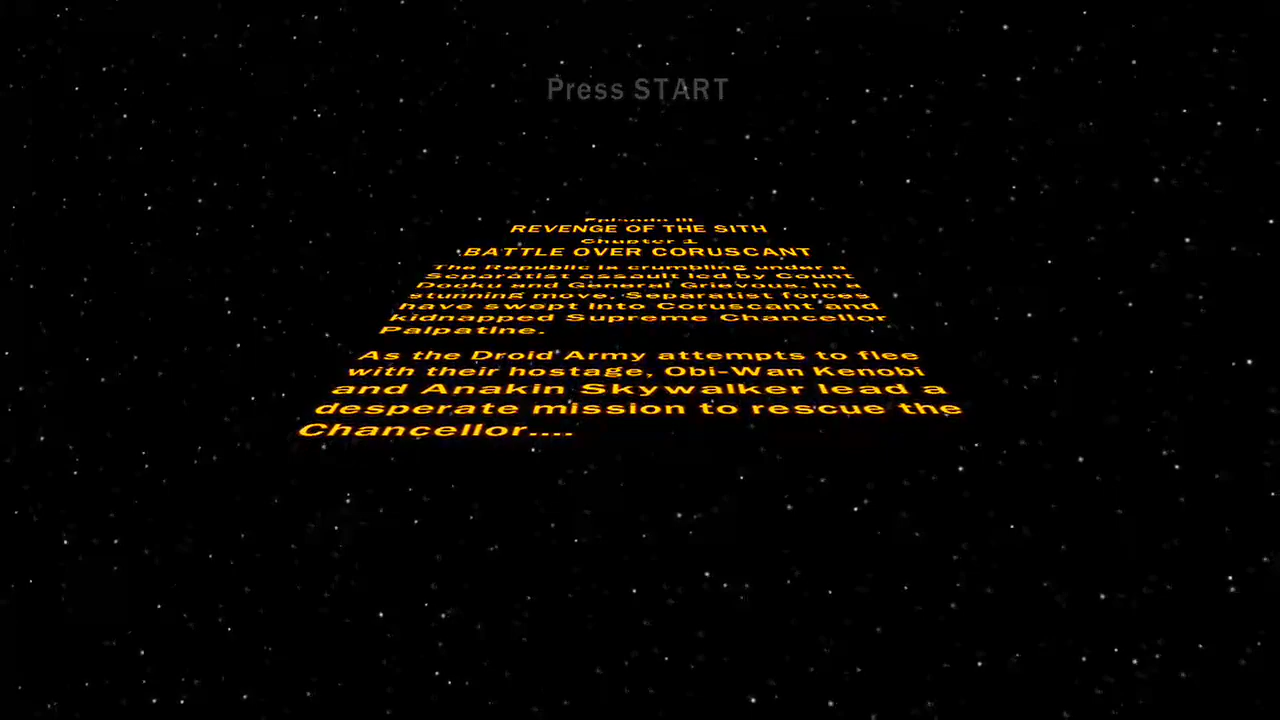 Press START
Episode III
REVENGE OF THE SITH
Chapter 1
BATTLE OVER CORUSCANT
The Republic is crumbling under a
Separatist assault led by Count
Dooku and General Grievous. In a
stunning move, Separatist forces
have swept into Coruscant and
kidnapped Supreme Chancellor
Palpatine.
As the Droid Army attempts to flee
with their hostage, Obi-Wan Kenobi
and Anakin Skywalker lead a
desperate mission to rescue the
Chancellor....